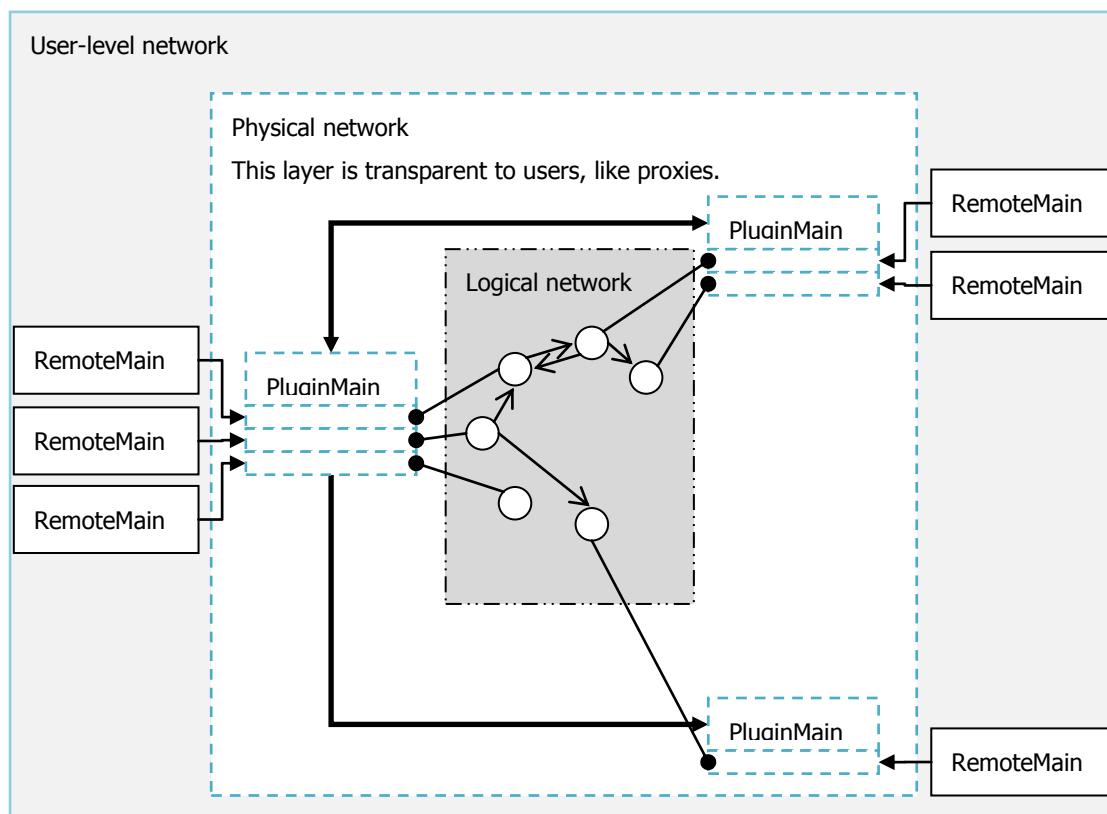 User-level network
Physical network
This layer is transparent to users, like proxies.
RemoteMain
PluginMain
RemoteMain
Logical network
RemoteMain
PluginMain
RemoteMain
RemoteMain
PluginMain
RemoteMain